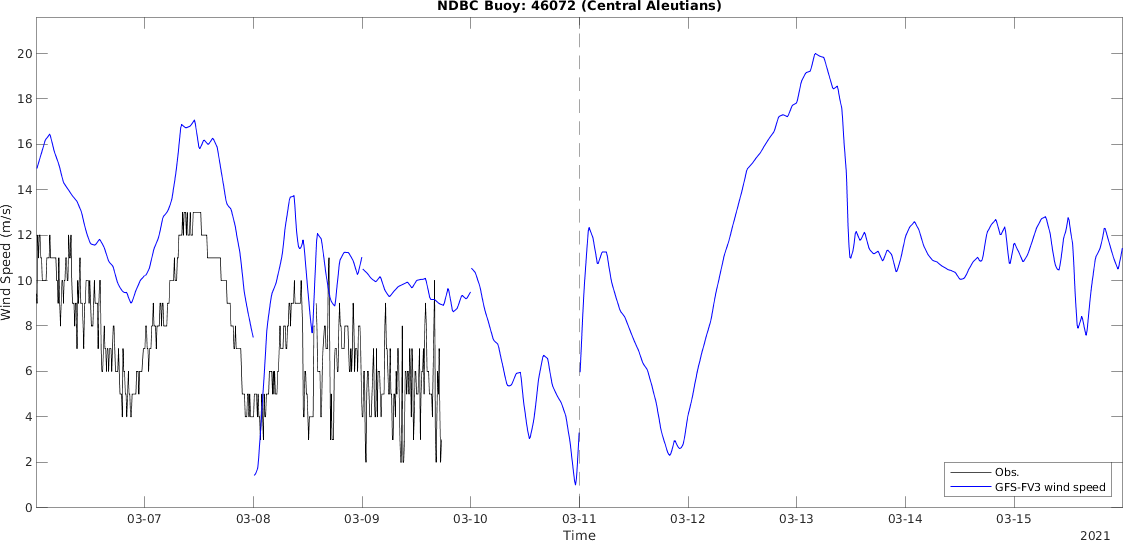 NDBC Buoy: 46072 (Central Aleutians)
Wind Speed (m/s)
20
18
16
14
12
10
8
6
4
2
0
Obs.
GFS-FV3 wind speed
03-07 03-08 03-09 03-10 03-11 03-12 03-13 03-14 03-15
Time
2021